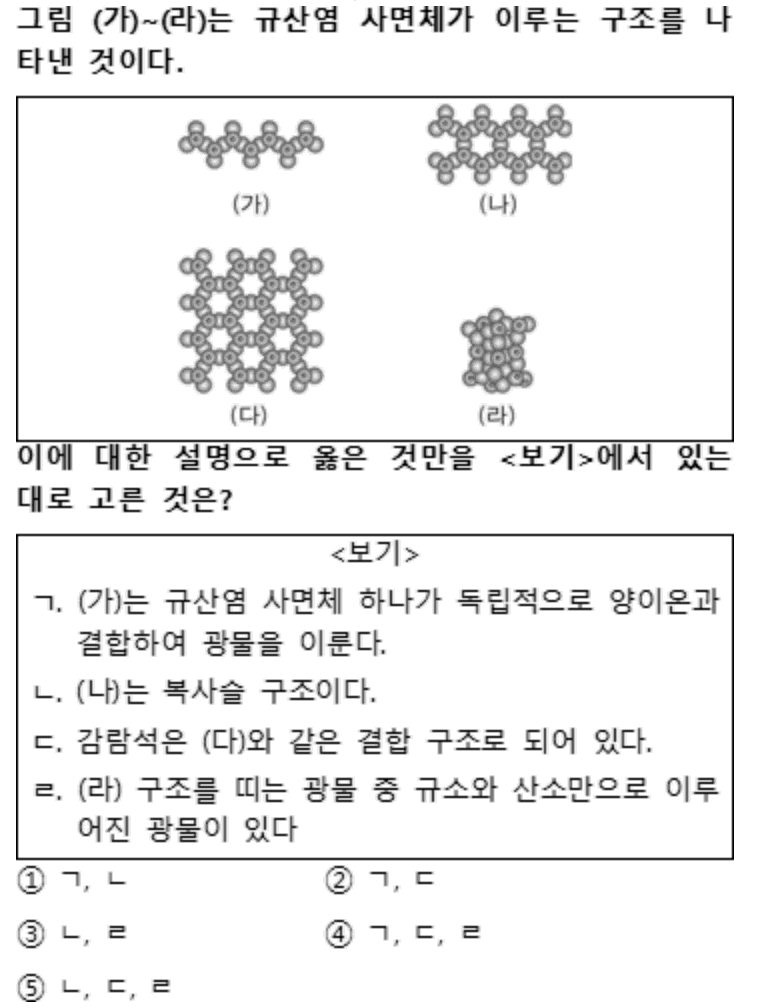 그림 (가)~(라)는 규산염 사면체가 이루는 구조를 나
타낸 것이다.
(가)
(나)
(다)
(라)
이에 대한 설명으로 옳은 것만을 <보기>에서 있는
대로 고른 것은?
<보기>
ㄱ. (가)는 규산염 사면체 하나가 독립적으로 양이온과
결합하여 광물을 이룬다.
ㄴ. (나)는 복사슬 구조이다.
ㄷ. 감람석은 (다)와 같은 결합 구조로 되어 있다.
ㄹ. (라) 구조를 띠는 광물 중 규소와 산소만으로 이루
어진 광물이 있다
① ㄱ, ㄴ ② ㄱ, ㄷ
③ ㄴ, ㄹ ④ ㄱ, ㄷ, ㄹ
⑤ ㄴ, ㄷ, ㄹ